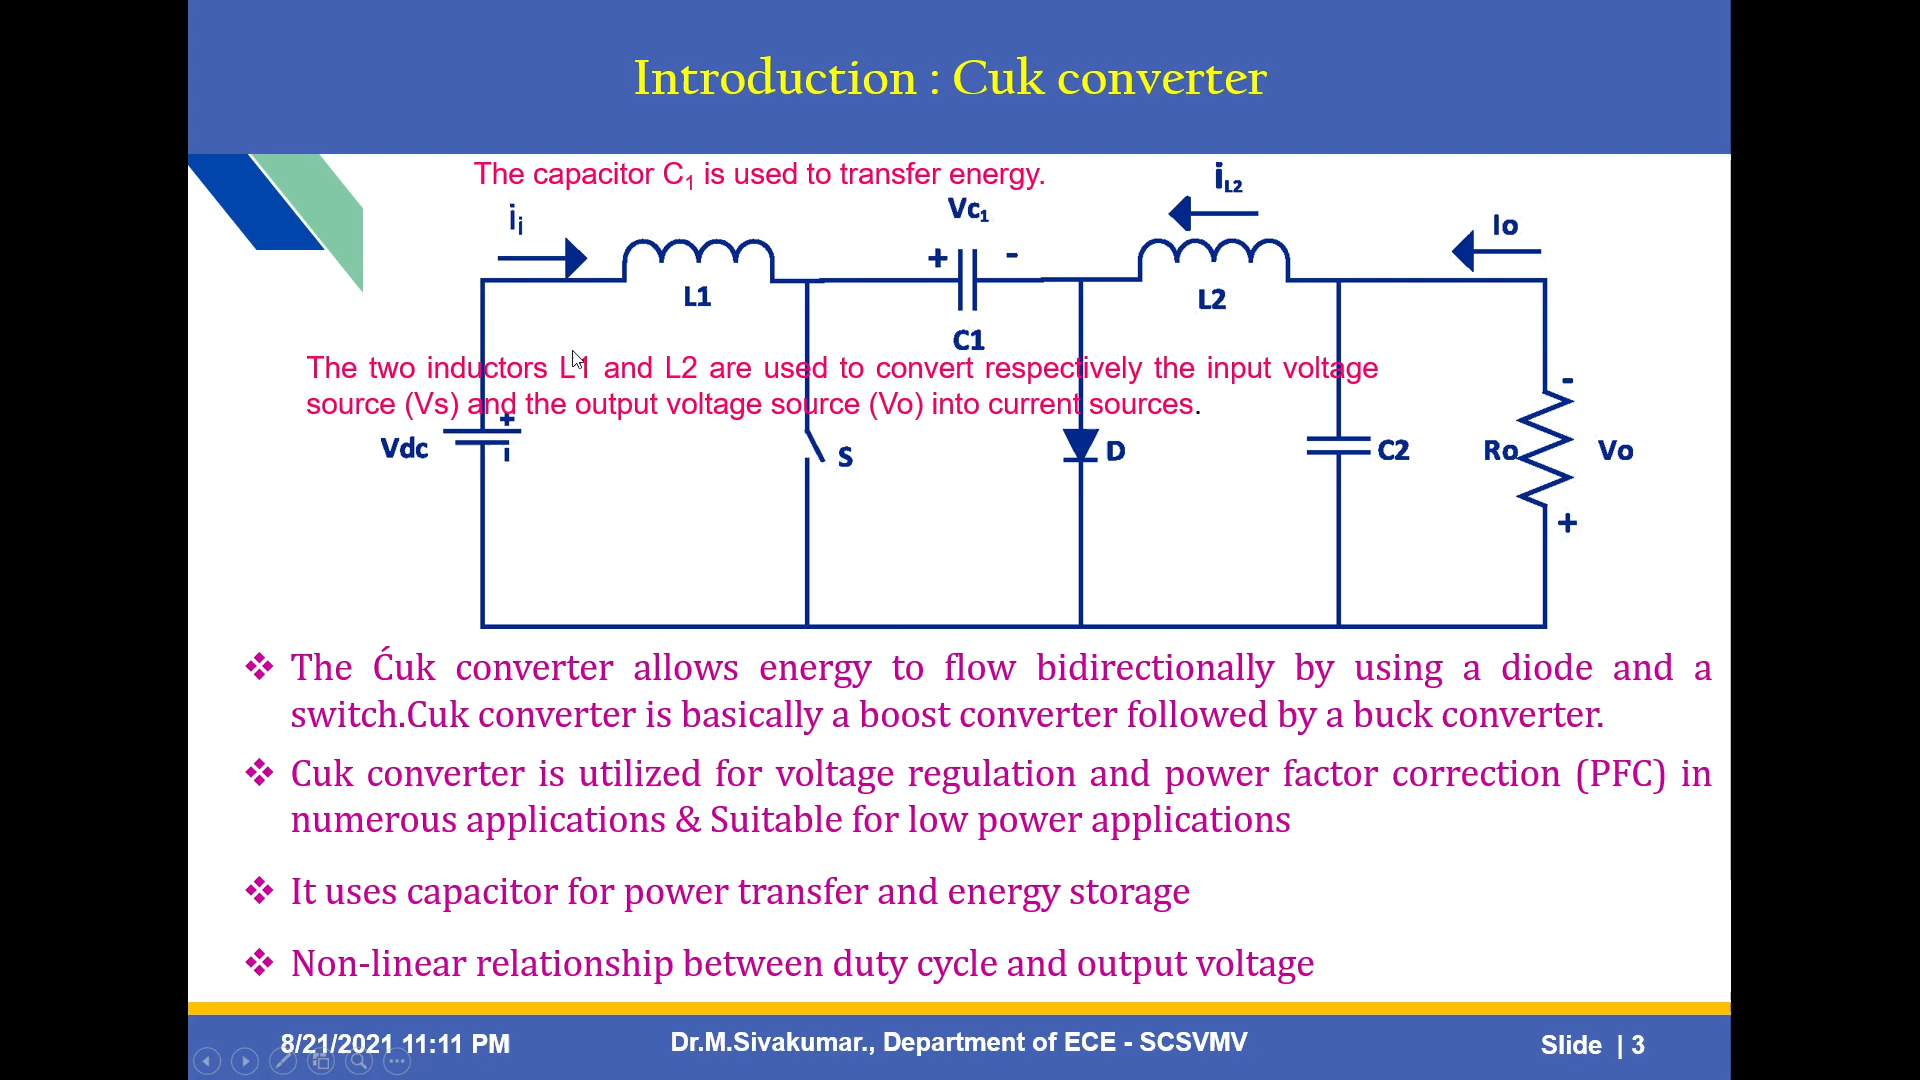 Introduction : Cuk converter
The capacitor C₁ is used to transfer energy.
iL2
Vc₁
ii
Io
+ -
L1
L2
C1
The two inductors L1 and L2 are used to convert respectively the input voltage
source (Vs) and the output voltage source (Vo) into current sources.
-
+
Vdc
S
D
C2
Ro
Vo
+
❖ The Ćuk converter allows energy to flow bidirectionally by using a diode and a
switch.Cuk converter is basically a boost converter followed by a buck converter.
❖ Cuk converter is utilized for voltage regulation and power factor correction (PFC) in
numerous applications & Suitable for low power applications
❖ It uses capacitor for power transfer and energy storage
❖ Non-linear relationship between duty cycle and output voltage
8/21/2021 11:11 PM
Dr.M.Sivakumar., Department of ECE - SCSVMV
Slide | 3